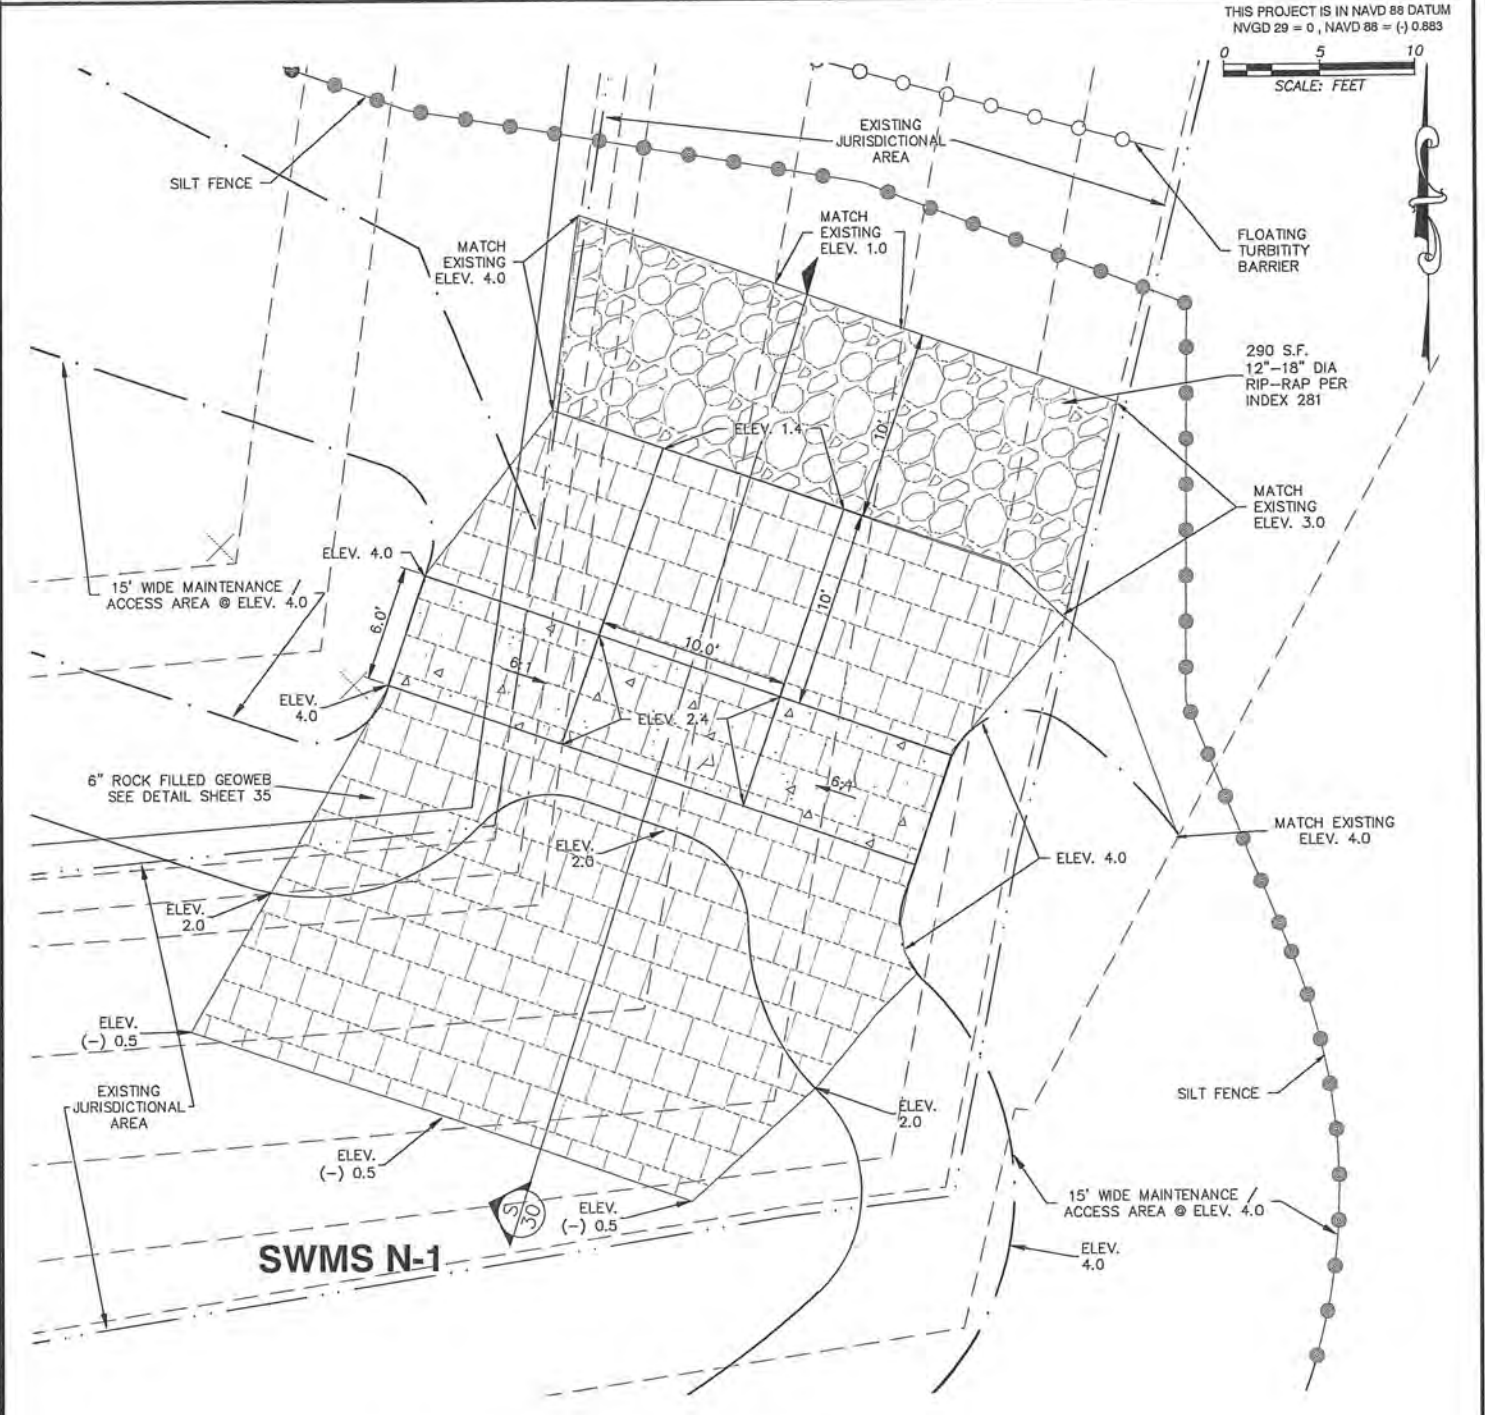 THIS PROJECT IS IN NAVD 88 DATUM
NVGD 29 = 0 , NAVD 88 = (-) 0.883
0 5 10
SCALE: FEET
EXISTING
JURISDICTIONAL
AREA
SILT FENCE
MATCH
EXISTING
ELEV. 4.0
MATCH
EXISTING
ELEV. 1.0
FLOATING
TURBITITY
BARRIER
290 S.F.
12"-18" DIA
RIP-RAP PER
INDEX 281
ELEV. 1.4
10'
MATCH
EXISTING
ELEV. 3.0
ELEV. 4.0
15' WIDE MAINTENANCE /
ACCESS AREA @ ELEV. 4.0
6.0'
10'
10.0'
6:1
ELEV.
4.0
ELEV. 2.4
6:1
6" ROCK FILLED GEOWEB
SEE DETAIL SHEET 35
ELEV.
2.0
ELEV. 4.0
MATCH EXISTING
ELEV. 4.0
ELEV.
2.0
ELEV.
(-) 0.5
EXISTING
JURISDICTIONAL
AREA
SILT FENCE
ELEV.
2.0
ELEV.
(-) 0.5
15' WIDE MAINTENANCE /
ACCESS AREA @ ELEV. 4.0
ELEV.
(-) 0.5
S1
30
SWMS N-1
ELEV.
4.0